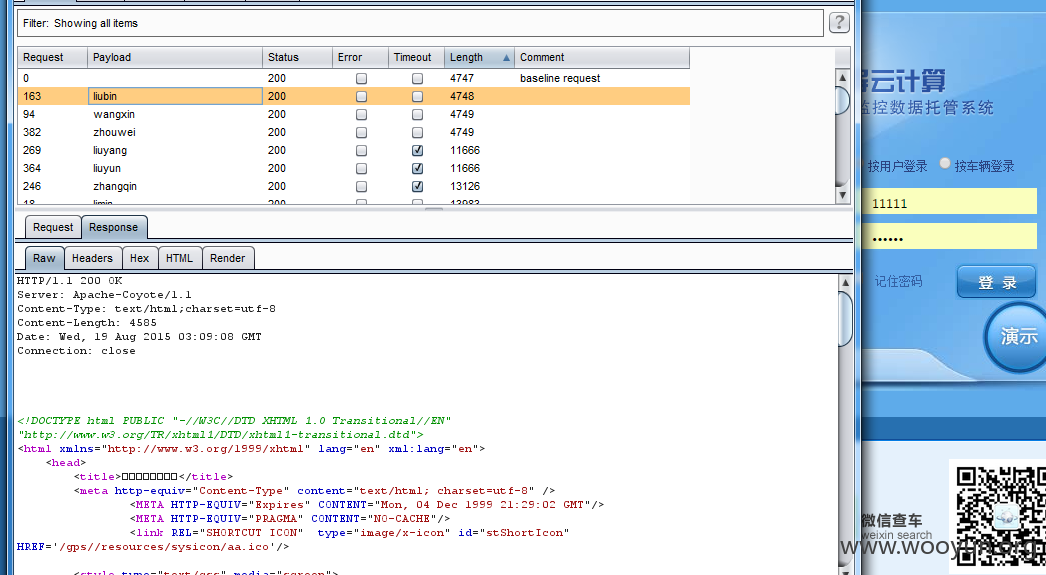 Filter: Showing all items
?
Request Payload Status Error Timeout Length Comment
0 200 4747 baseline request
163 liubin 200 4748
94 wangxin 200 4749
382 zhouwei 200 4749
269 liuyang 200 11666
364 liuyun 200 11666
246 zhangqin 200 13126
18 limin 200 13983
Request Response
Raw Headers Hex HTML Render
HTTP/1.1 200 OK
Server: Apache-Coyote/1.1
Content-Type: text/html;charset=utf-8
Content-Length: 4585
Date: Wed, 19 Aug 2015 03:09:08 GMT
Connection: close
<!DOCTYPE html PUBLIC "-//W3C//DTD XHTML 1.0 Transitional//EN"
"http://www.w3.org/TR/xhtml1/DTD/xhtml1-transitional.dtd">
<html xmlns="http://www.w3.org/1999/xhtml" lang="en" xml:lang="en">
<head>
<title>□□□□□□□□</title>
<meta http-equiv="Content-Type" content="text/html; charset=utf-8" />
<META HTTP-EQUIV="Expires" CONTENT="Mon, 04 Dec 1999 21:29:02 GMT"/>
<META HTTP-EQUIV="PRAGMA" CONTENT="NO-CACHE"/>
<link REL="SHORTCUT ICON" type="image/x-icon" id="stShortIcon"
HREF='/gps//resources/sysicon/aa.ico'/>
<style type="text/css" media="screen">
云计算
监控数据托管系统
按用户登录 按车辆登录
11111
••••••
记住密码 登 录
演示
微信查车
weixin search
www.wooyun.org